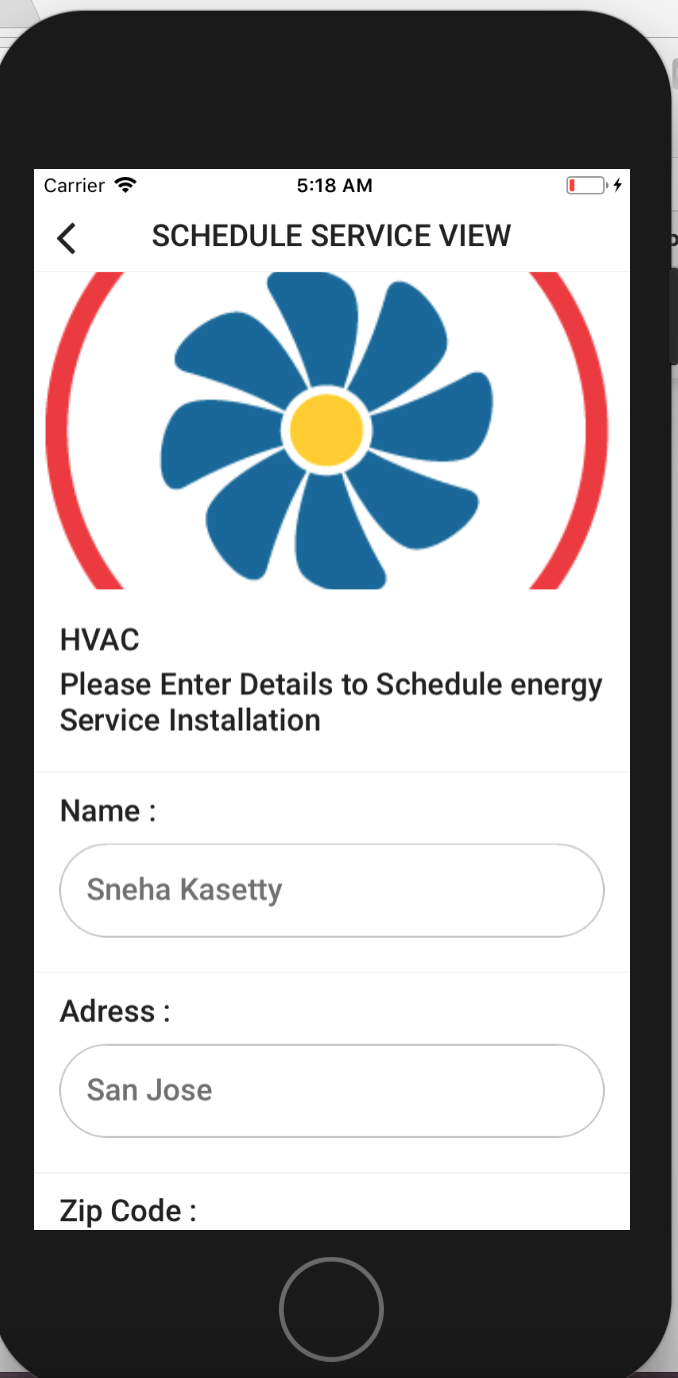 Carrier 5:18 AM
SCHEDULE SERVICE VIEW
HVAC
Please Enter Details to Schedule energy
Service Installation
Name :
Sneha Kasetty
Adress :
San Jose
Zip Code :